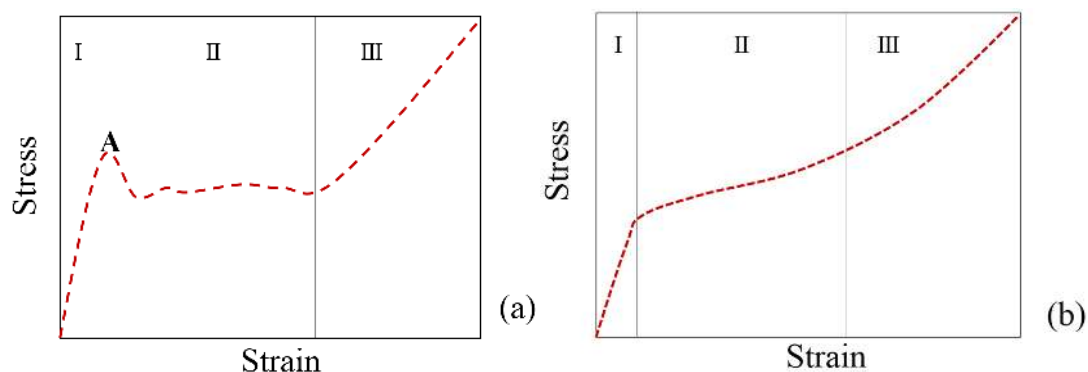 Ⅰ Ⅱ Ⅲ
A
Stress
Strain
(a)
Ⅰ Ⅱ Ⅲ
Stress
Strain
(b)